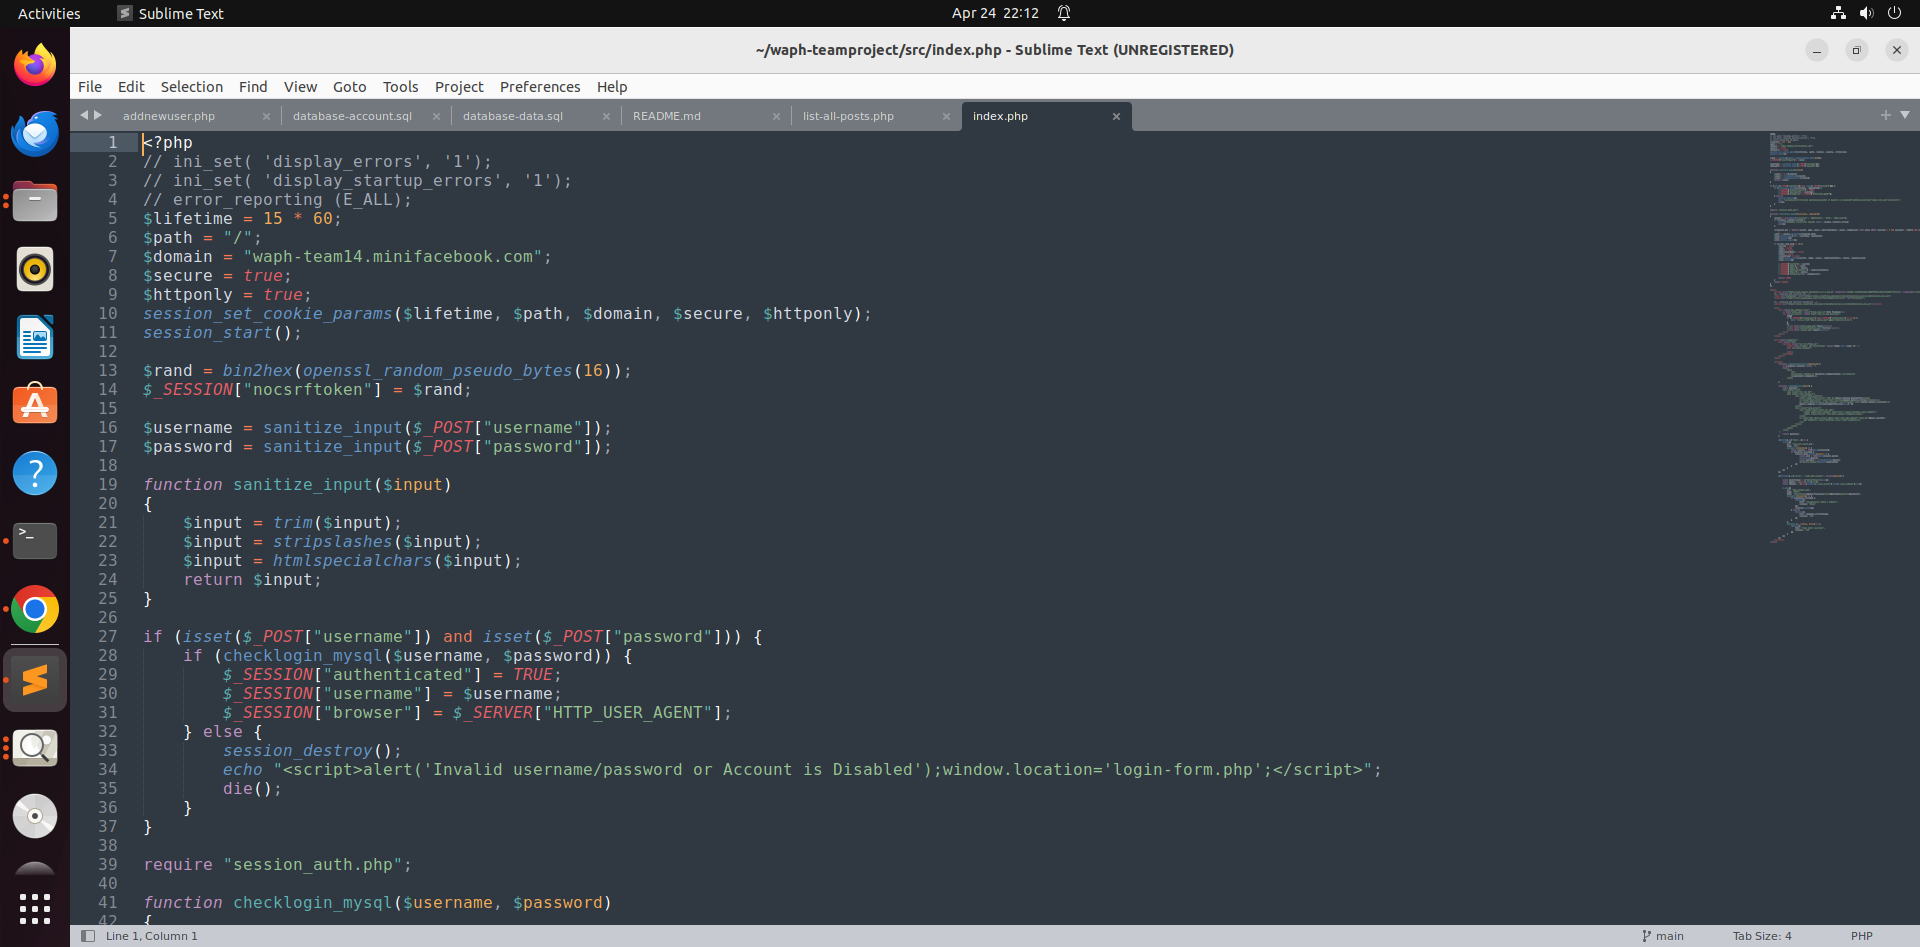 Activities
Sublime Text
Apr 24 22:12
~/waph-teamproject/src/index.php - Sublime Text (UNREGISTERED)
File Edit Selection Find View Goto Tools Project Preferences Help
addnewuser.php
database-account.sql
database-data.sql
README.md
list-all-posts.php
index.php
1 <?php
2 // ini_set( 'display_errors', '1');
3 // ini_set( 'display_startup_errors', '1');
4 // error_reporting (E_ALL);
5 $lifetime = 15 * 60;
6 $path = "/";
7 $domain = "waph-team14.minifacebook.com";
8 $secure = true;
9 $httponly = true;
10 session_set_cookie_params($lifetime, $path, $domain, $secure, $httponly);
11 session_start();
12
13 $rand = bin2hex(openssl_random_pseudo_bytes(16));
14 $_SESSION["nocsrftoken"] = $rand;
15
16 $username = sanitize_input($_POST["username"]);
17 $password = sanitize_input($_POST["password"]);
18
19 function sanitize_input($input)
20 {
21     $input = trim($input);
22     $input = stripslashes($input);
23     $input = htmlspecialchars($input);
24     return $input;
25 }
26
27 if (isset($_POST["username"]) and isset($_POST["password"])) {
28     if (checklogin_mysql($username, $password)) {
29         $_SESSION["authenticated"] = TRUE;
30         $_SESSION["username"] = $username;
31         $_SESSION["browser"] = $_SERVER["HTTP_USER_AGENT"];
32     } else {
33         session_destroy();
34         echo "<script>alert('Invalid username/password or Account is Disabled');window.location='login-form.php';</script>";
35         die();
36     }
37 }
38
39 require "session_auth.php";
40
41 function checklogin_mysql($username, $password)
42 {
Line 1, Column 1
main
Tab Size: 4
PHP